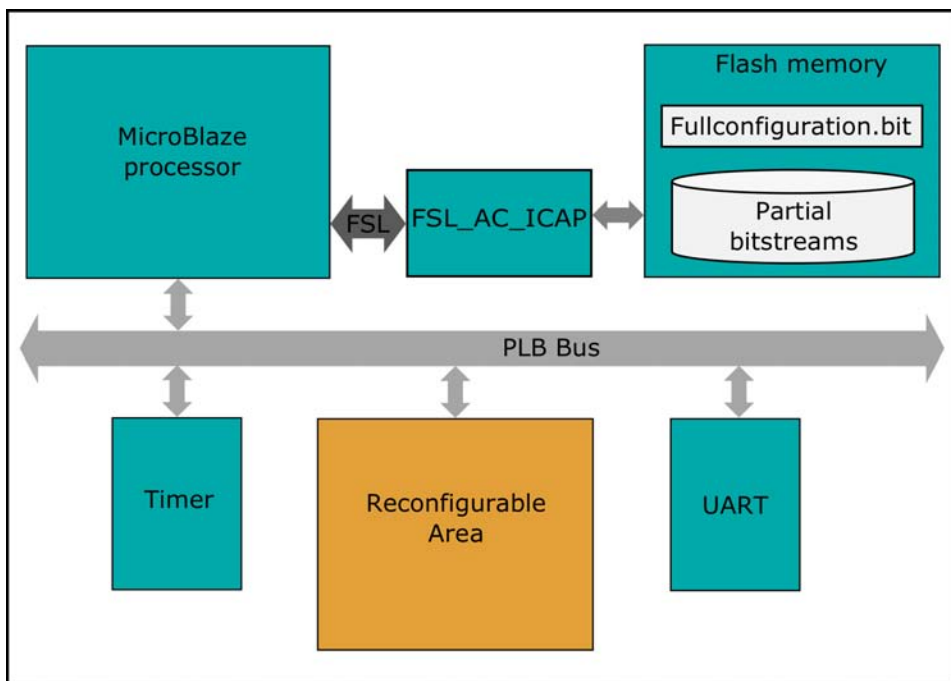 MicroBlaze
processor
FSL
FSL_AC_ICAP
Flash memory
Fullconfiguration.bit
Partial
bitstreams
PLB Bus
Timer
Reconfigurable
Area
UART